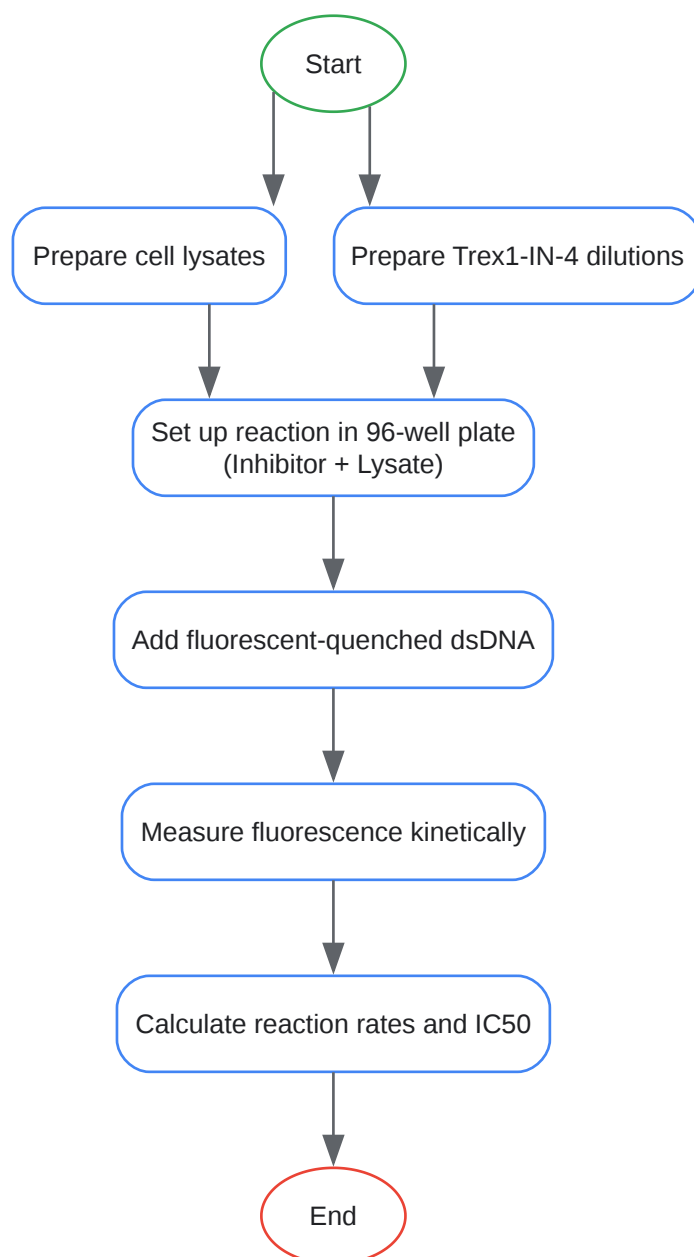 Start
Prepare cell lysates
Prepare Trex1-IN-4 dilutions
Set up reaction in 96-well plate
(Inhibitor + Lysate)
Add fluorescent-quenched dsDNA
Measure fluorescence kinetically
Calculate reaction rates and IC50
End